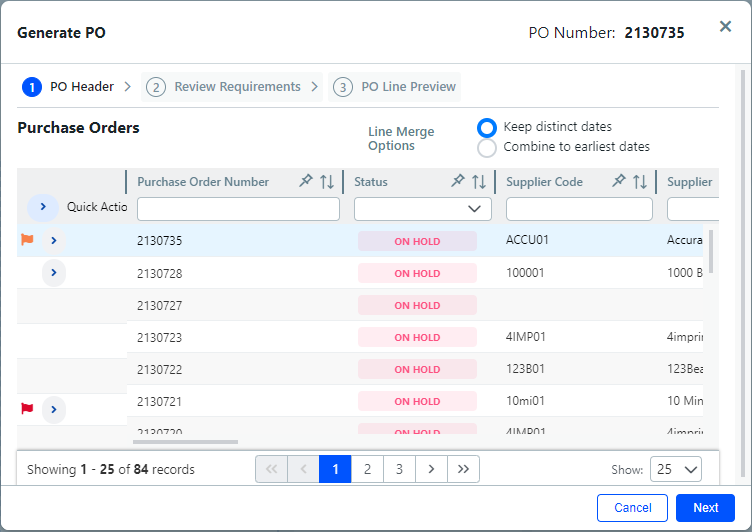 Generate PO
PO Number: 2130735
1 PO Header
2 Review Requirements
3 PO Line Preview
Purchase Orders
Line Merge Options
Keep distinct dates
Combine to earliest dates
Quick Actio
Purchase Order Number
Status
Supplier Code
Supplier
2130735 ON HOLD ACCU01 Accura
2130728 ON HOLD 100001 1000 B
2130727 ON HOLD
2130723 ON HOLD 4IMP01 4imprin
2130722 ON HOLD 123B01 123Bea
2130721 ON HOLD 10mi01 10 Min
2130720 ON HOLD 4IMP01 4imprin
Showing 1 - 25 of 84 records
1 2 3
Show: 25
Cancel
Next